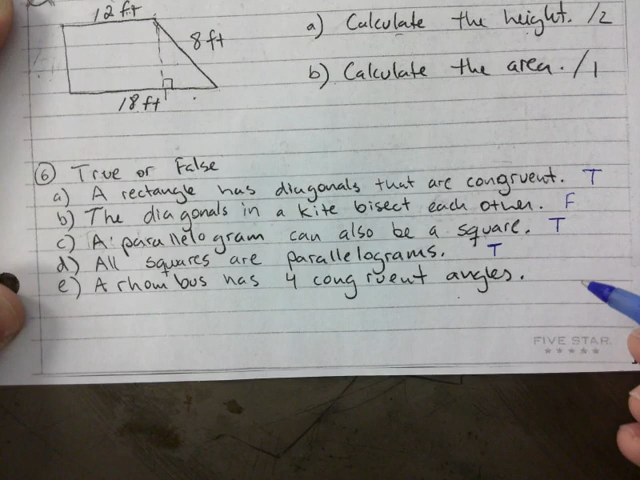 12 ft
a) Calculate the height. /2
8 ft
b) Calculate the area. /1
18 ft
6 True or False
a) A rectangle has diagonals that are congruent. T
b) The diagonals in a kite bisect each other. F
c) A parallelogram can also be a square. T
d) All squares are parallelograms. T
e) A rhombus has 4 congruent angles.
FIVE STAR